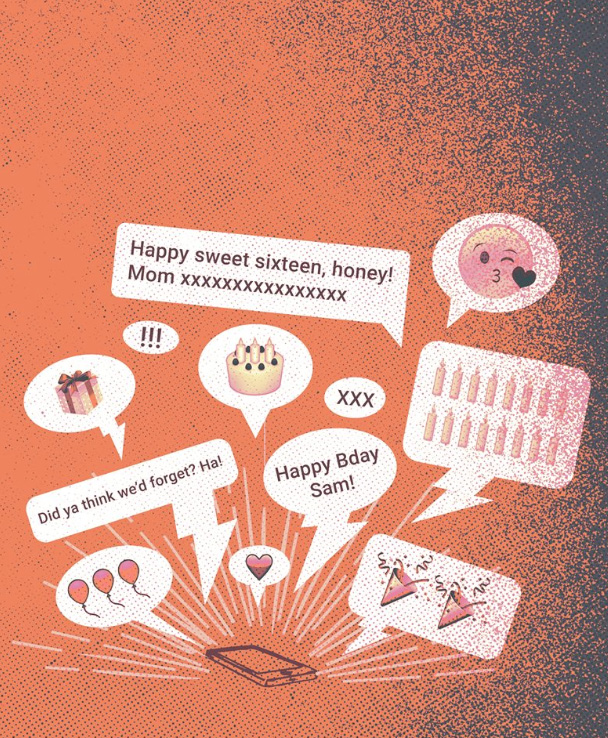 Happy sweet sixteen, honey!
Mom xxxxxxxxxxxxxxxx
!!!
XXX
Did ya think we'd forget? Ha!
Happy Bday
Sam!